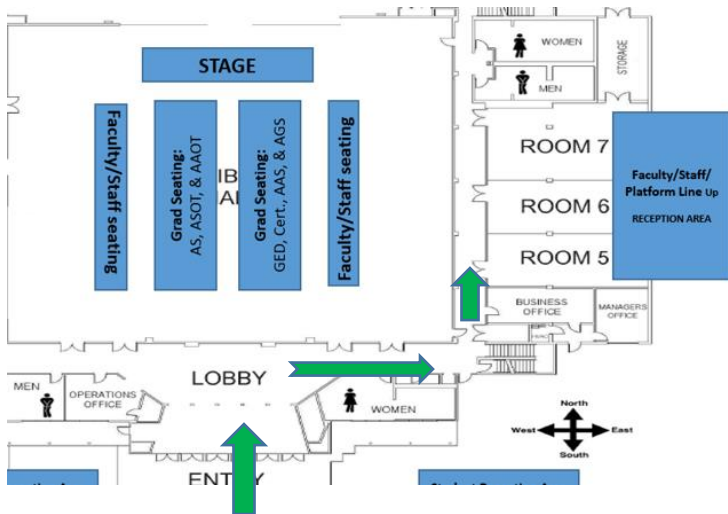 WOMEN
STORAGE
MEN
STAGE
Faculty/Staff seating
Grad Seating:
AS, ASOT, & AAOT
Grad Seating:
GED, Cert., AAS, & AGS
Faculty/Staff seating
ROOM 7
ROOM 6
ROOM 5
Faculty/Staff/
Platform Line Up
RECEPTION AREA
BUSINESS
OFFICE
MANAGERS
OFFICE
LOBBY
MEN
OPERATIONS
OFFICE
WOMEN
ENTRY
North
West
East
South